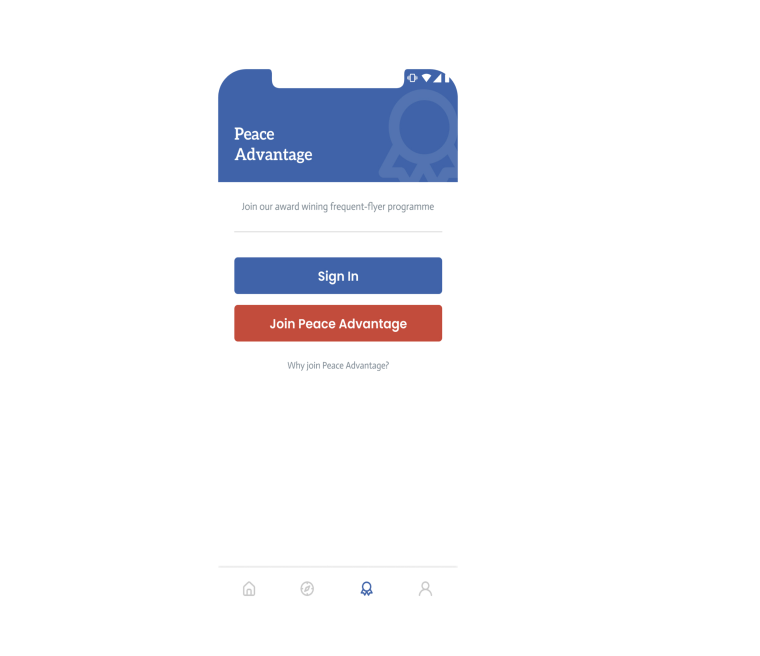 Peace
Advantage
Join our award wining frequent-flyer programme
Sign In
Join Peace Advantage
Why join Peace Advantage?